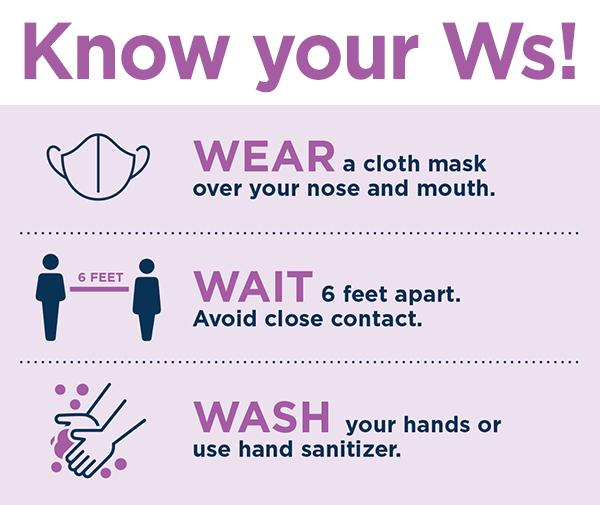 Know your Ws!
WEAR a cloth mask
over your nose and mouth.
6 FEET
WAIT 6 feet apart.
Avoid close contact.
WASH your hands or
use hand sanitizer.